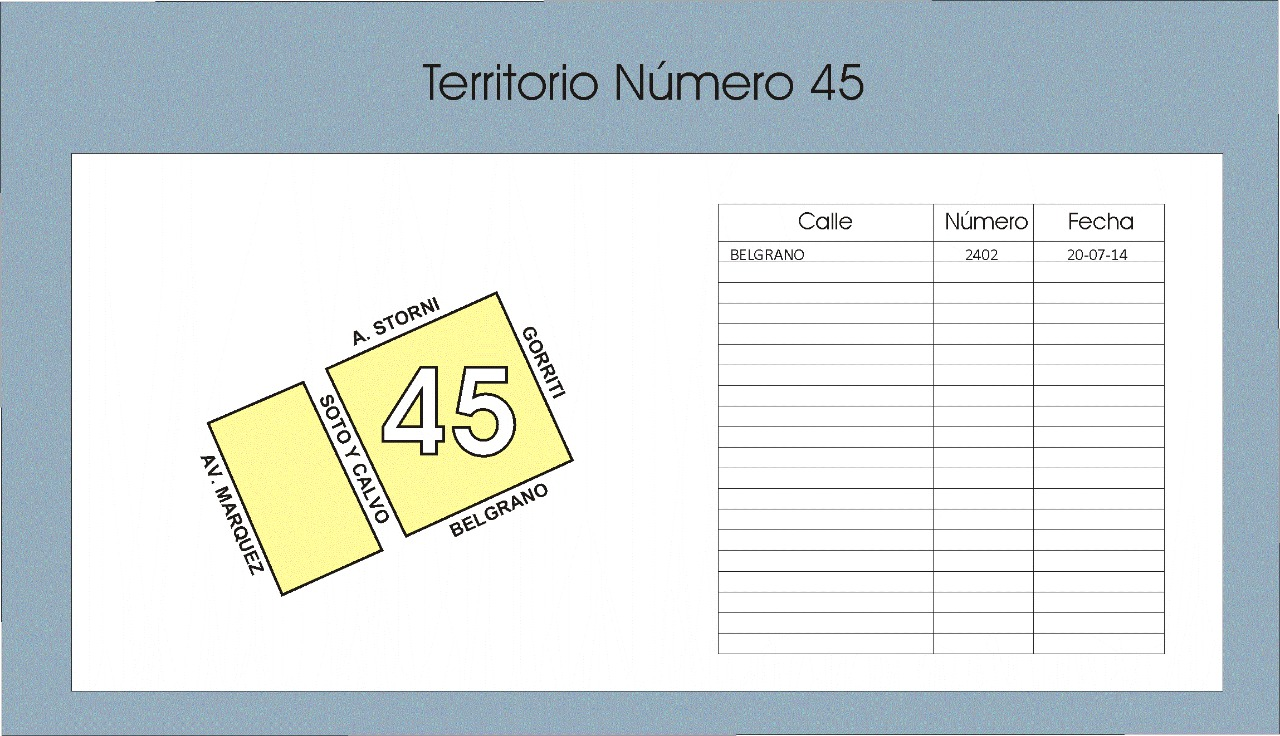 Territorio Número 45
A. STORNI
GORRITI
45
SOTO Y CALVO
AV. MARQUEZ
BELGRANO
Calle Número Fecha
BELGRANO 2402 20-07-14